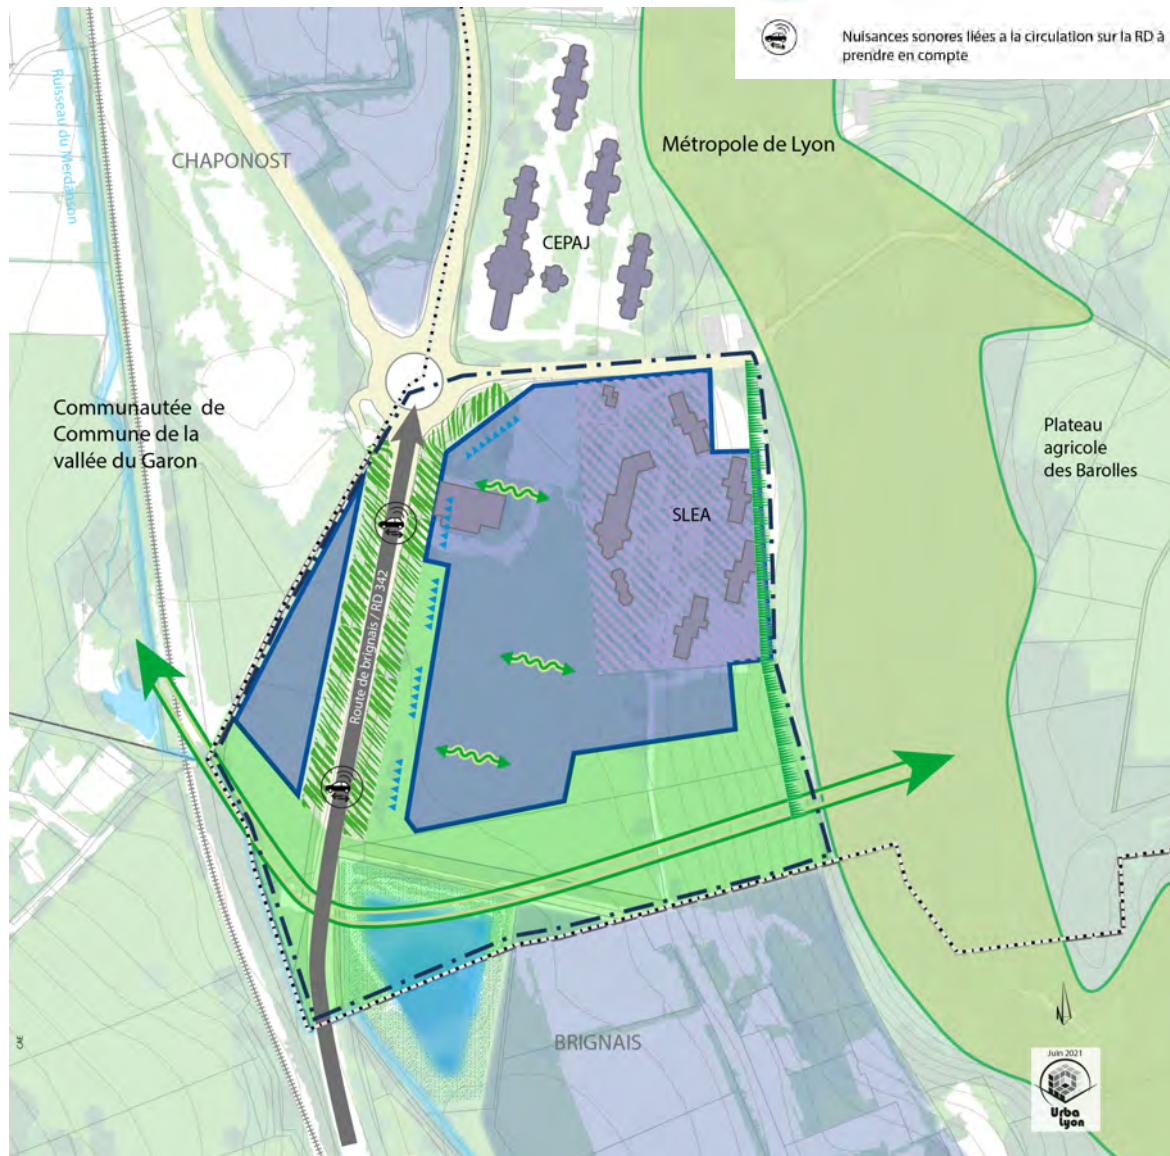 Nuisances sonores liées a la circulation sur la RD à
prendre en compte
Ruisseau du Merdanson
CHAPONOST
Métropole de Lyon
CEPAJ
Communautée de
Commune de la
vallée du Garon
Plateau
agricole
des Barolles
SLEA
Route de brignais / RD 342
BRIGNAIS
N
CAE
Juin 2021
Urba
Lyon